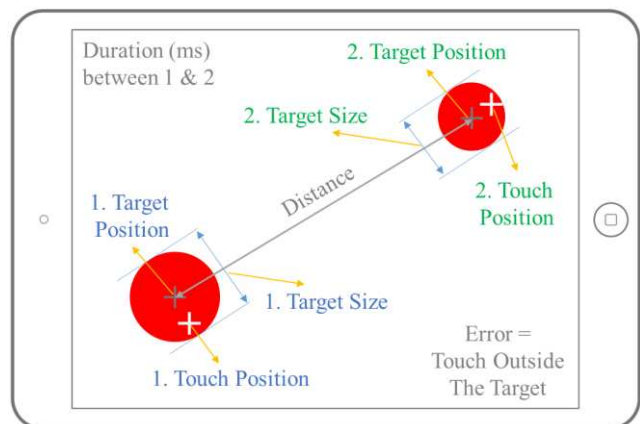 Duration (ms)
between 1 & 2
2. Target Position
2. Target Size
Distance
2. Touch
Position
1. Target
Position
1. Target Size
1. Touch Position
Error =
Touch Outside
The Target